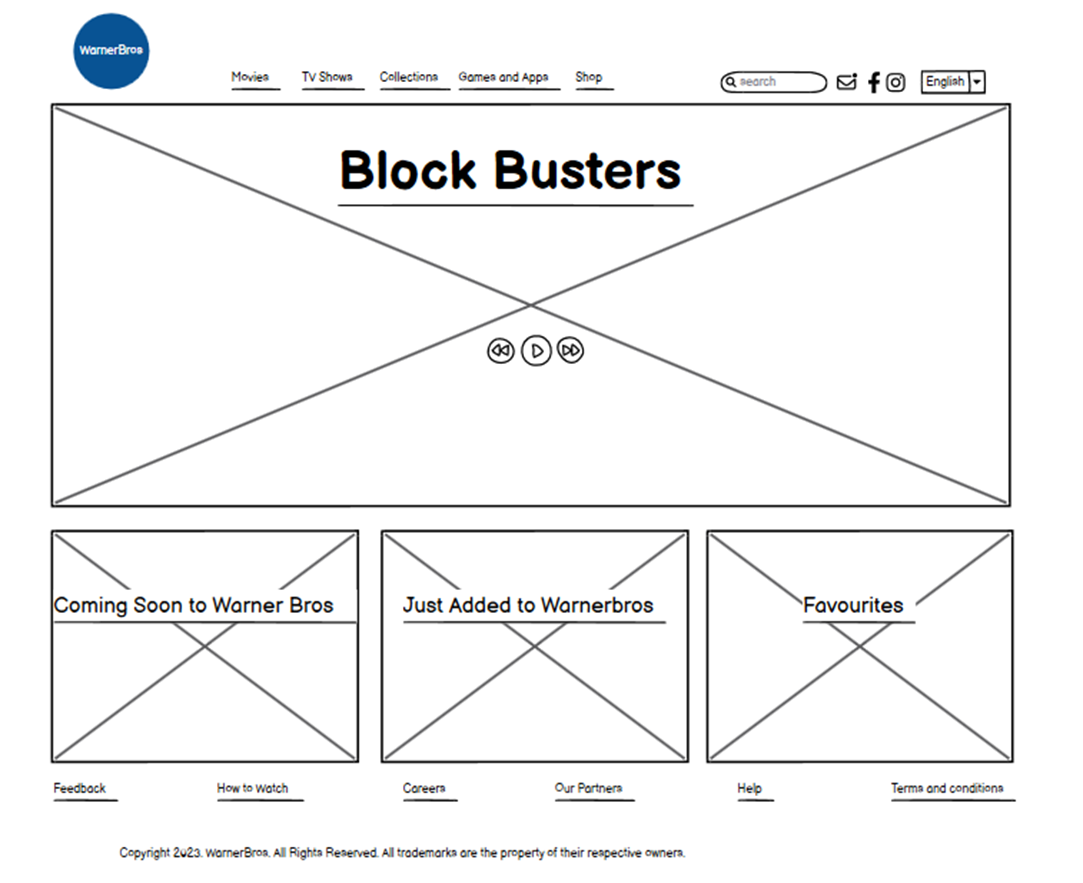 WarnerBros
Movies TV Shows Collections Games and Apps Shop search English
Block Busters
Coming Soon to Warner Bros Just Added to Warnerbros Favourites
Feedback How to Watch Careers Our Partners Help Terms and conditions
Copyright 2023. WarnerBros. All Rights Reserved. All trademarks are the property of their respective owners.